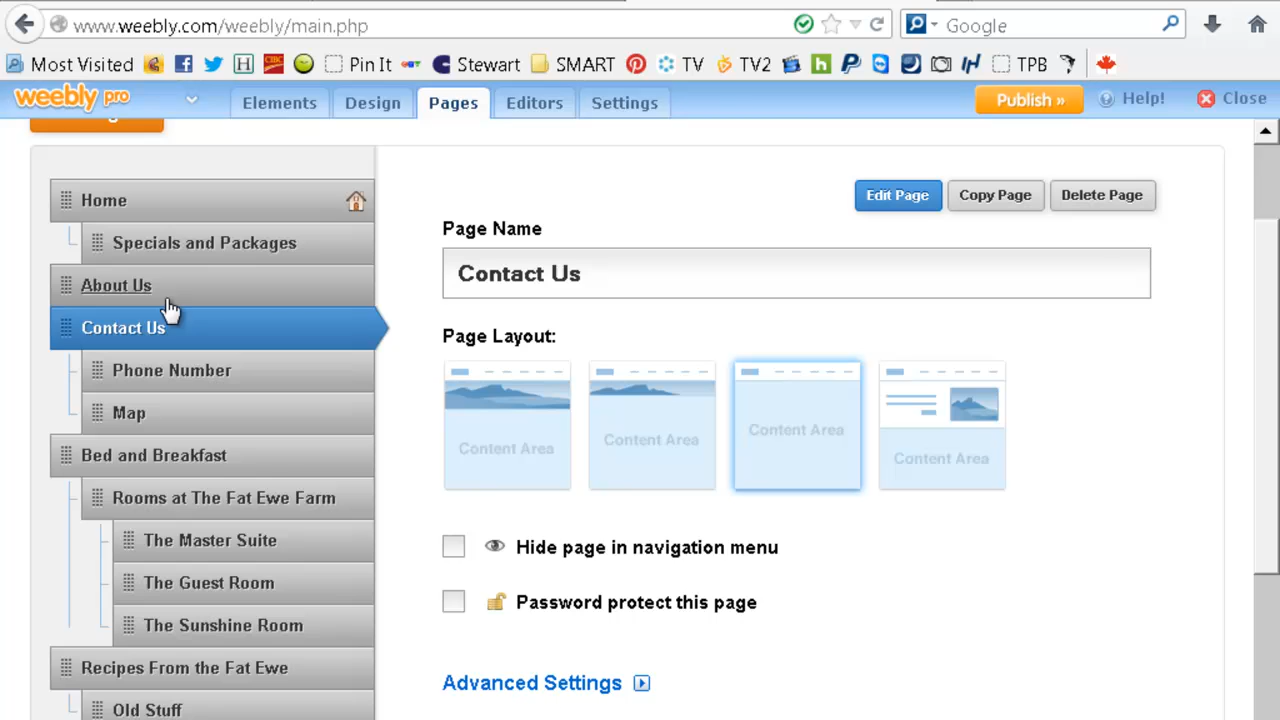 www.weebly.com/weebly/main.php
Google
Most Visited
Pin It
Stewart
SMART
TV
TV2
TPB
weebly pro
Elements
Design
Pages
Editors
Settings
Publish »
Help!
Close
Home
Specials and Packages
About Us
Contact Us
Phone Number
Map
Bed and Breakfast
Rooms at The Fat Ewe Farm
The Master Suite
The Guest Room
The Sunshine Room
Recipes From the Fat Ewe
Old Stuff
Edit Page
Copy Page
Delete Page
Page Name
Contact Us
Page Layout:
Content Area
Content Area
Content Area
Content Area
Hide page in navigation menu
Password protect this page
Advanced Settings